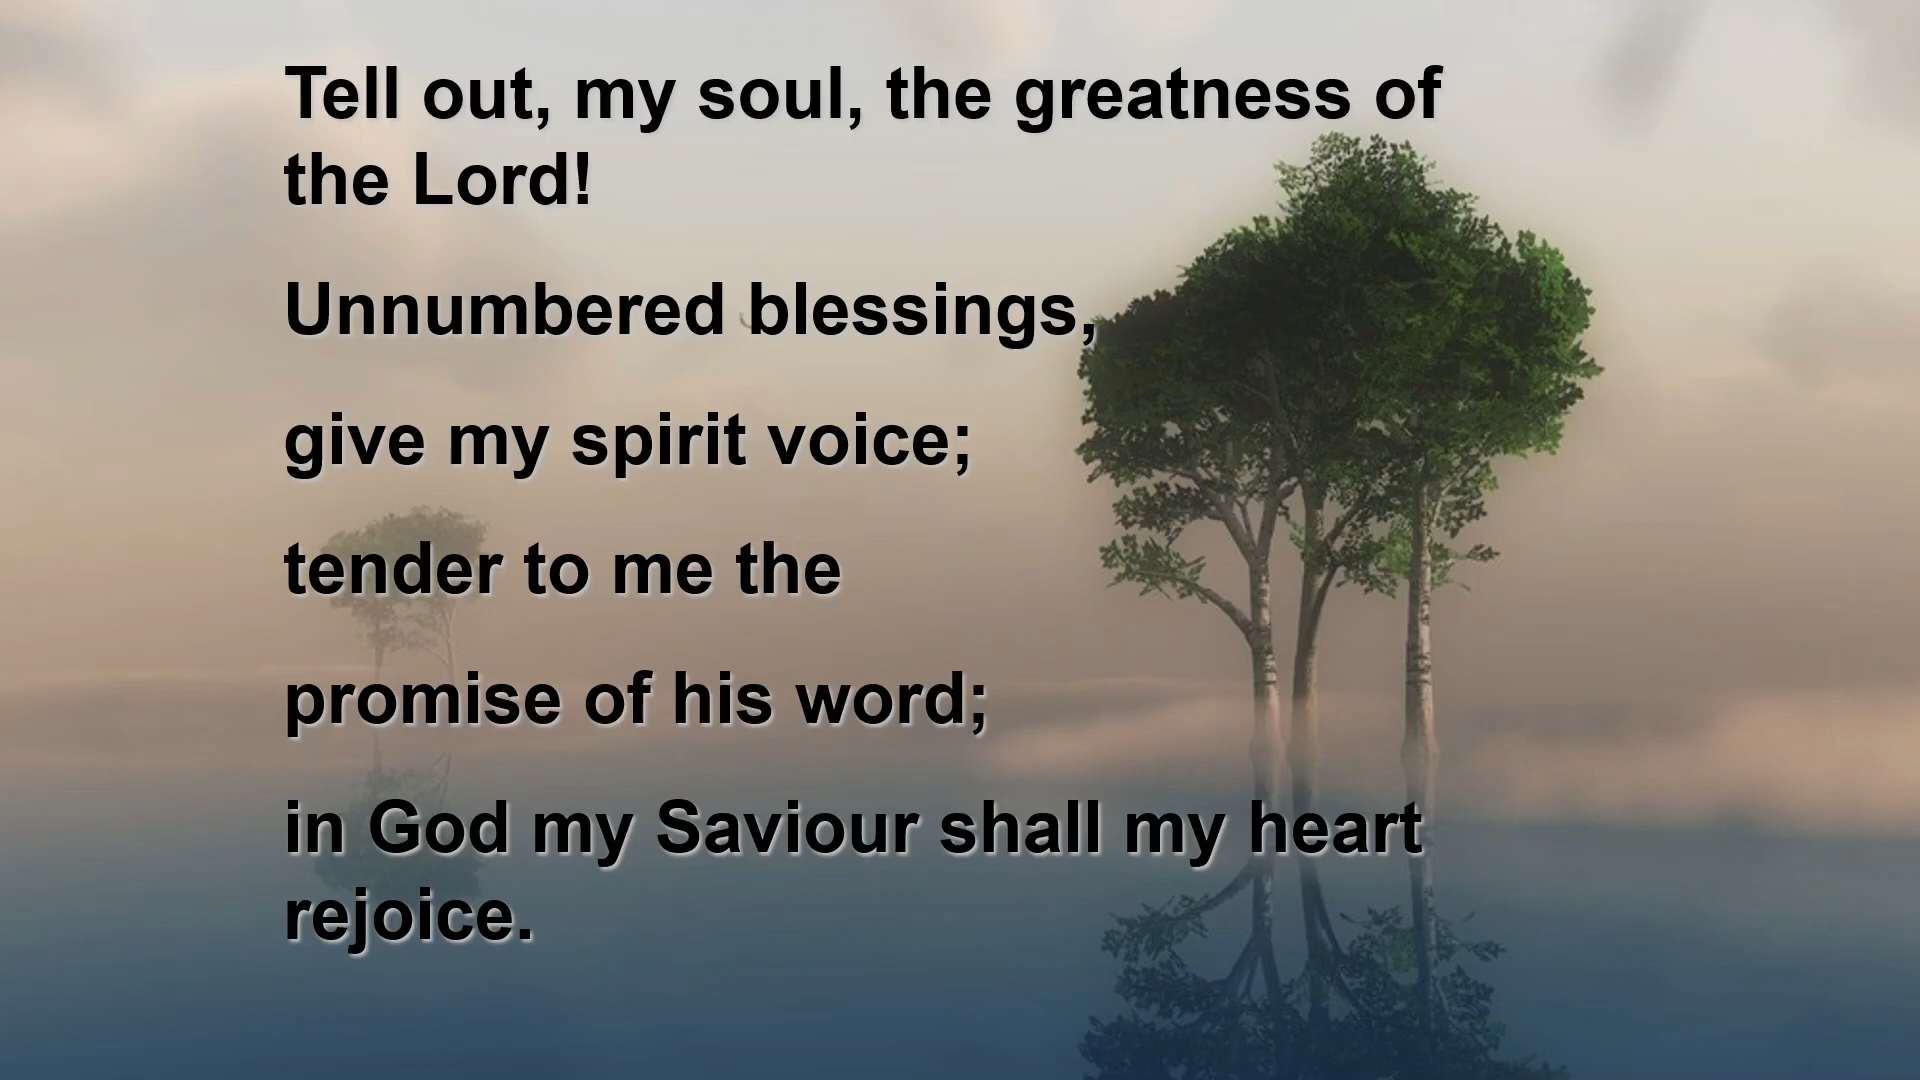 Tell out, my soul, the greatness of
the Lord!
Unnumbered blessings,
give my spirit voice;
tender to me the
promise of his word;
in God my Saviour shall my heart
rejoice.